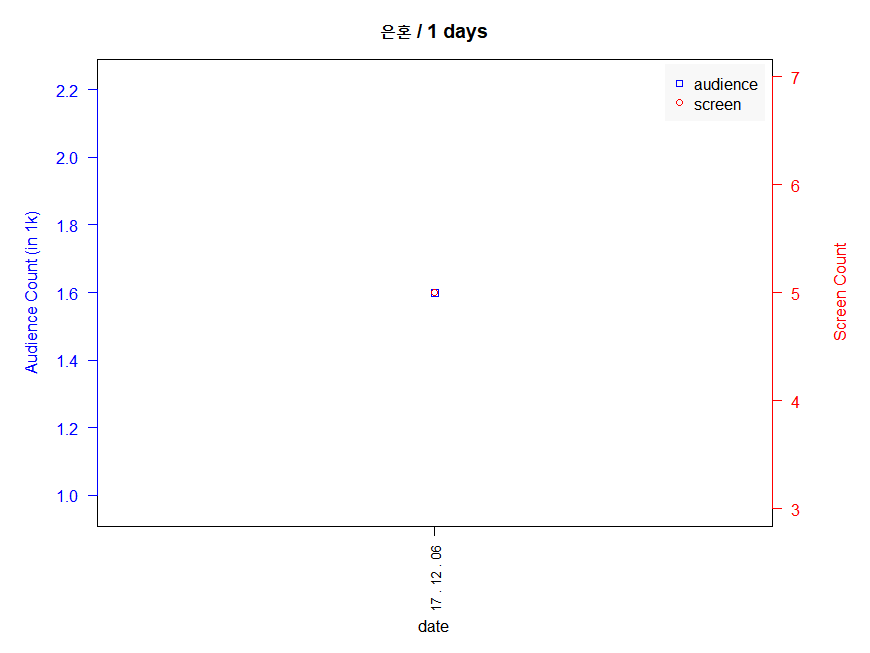 은혼 / 1 days
audience
screen
Audience Count (in 1k)
2.2
2.0
1.8
1.6
1.4
1.2
1.0
7
6
5
4
3
Screen Count
17 . 12 . 06
date